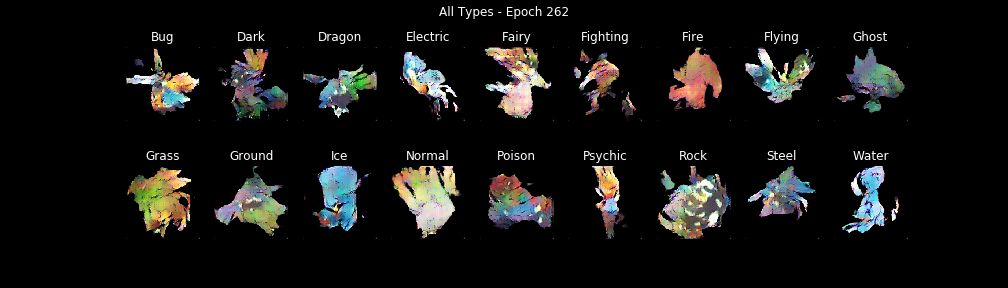 All Types - Epoch 262
Bug Dark Dragon Electric Fairy Fighting Fire Flying Ghost
Grass Ground Ice Normal Poison Psychic Rock Steel Water